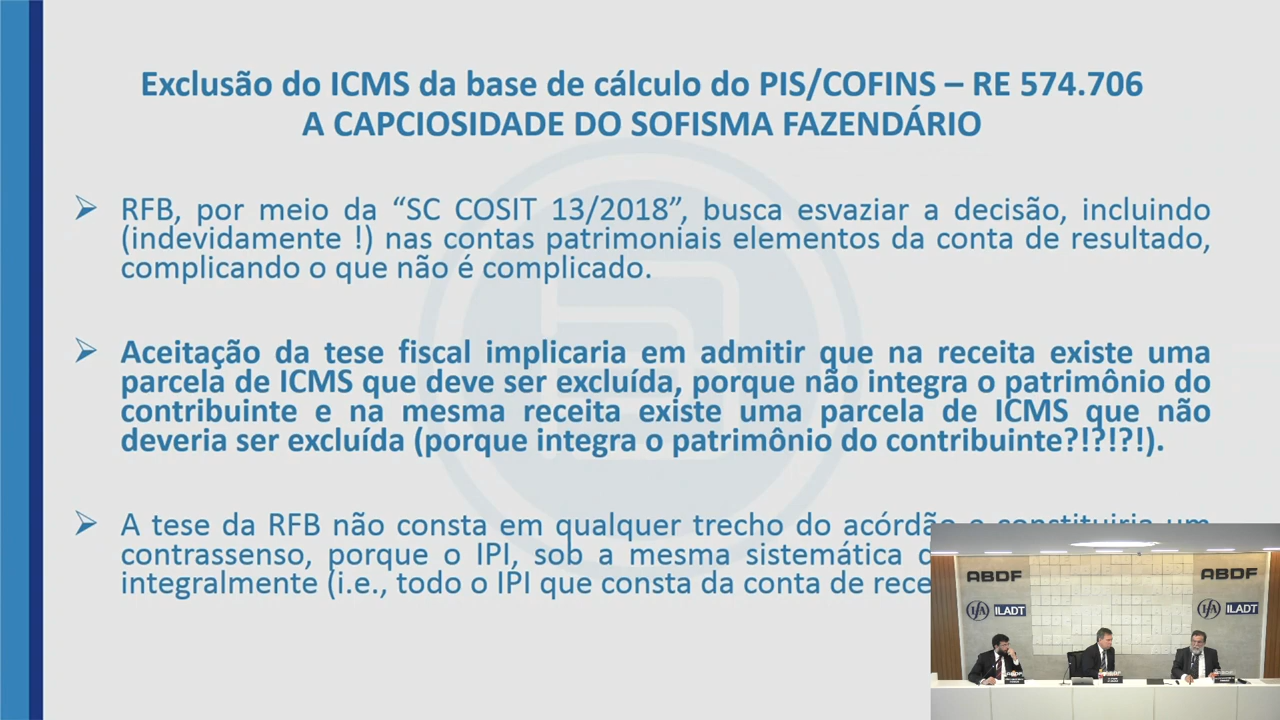 Exclusão do ICMS da base de cálculo do PIS/COFINS – RE 574.706
A CAPCIOSIDADE DO SOFISMA FAZENDÁRIO
➢ RFB, por meio da “SC COSIT 13/2018”, busca esvaziar a decisão, incluindo
(indevidamente !) nas contas patrimoniais elementos da conta de resultado,
complicando o que não é complicado.
➢ Aceitação da tese fiscal implicaria em admitir que na receita existe uma
parcela de ICMS que deve ser excluída, porque não integra o patrimônio do
contribuinte e na mesma receita existe uma parcela de ICMS que não
deveria ser excluída (porque integra o patrimônio do contribuinte?!?!?!).
➢ A tese da RFB não consta em qualquer trecho do acórdão e constituiria um
contrassenso, porque o IPI, sob a mesma sistemática
integralmente (i.e., todo o IPI que consta da conta de
ABDF
IFA ILADT
ABDF
IFA ILADT